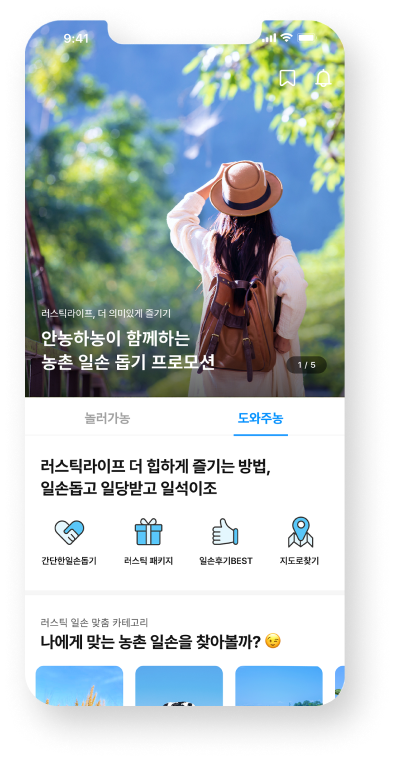 9:41
러스틱라이프, 더 의미있게 즐기기
안농하농이 함께하는
농촌 일손 돕기 프로모션
1 / 5
놀러가농
도와주농
러스틱라이프 더 힙하게 즐기는 방법,
일손돕고 일당받고 일석이조
간단한일손돕기
러스틱 패키지
일손후기BEST
지도로찾기
러스틱 일손 맞춤 카테고리
나에게 맞는 농촌 일손을 찾아볼까? 😉